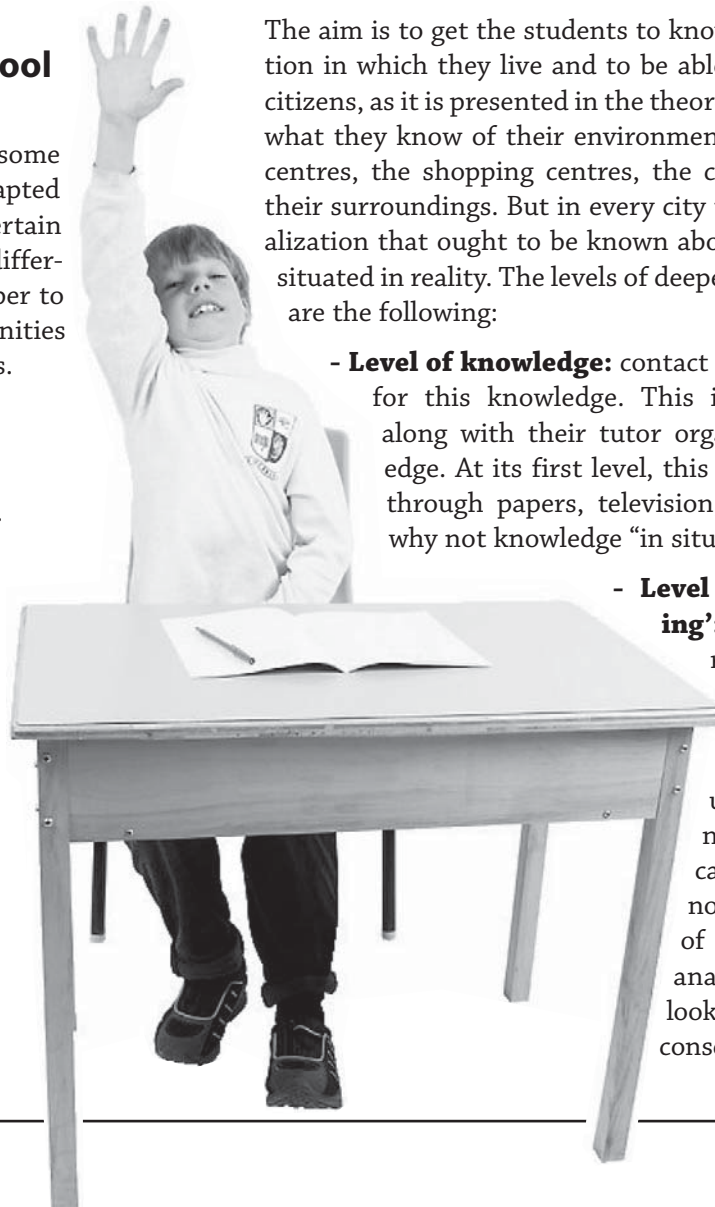 ool
some
apted
ertain
differ-
per to
nities
s.
.
The aim is to get the students to know
tion in which they live and to be able
citizens, as it is presented in the theor
what they know of their environmen
centres, the shopping centres, the c
their surroundings. But in every city
alization that ought to be known abo
situated in reality. The levels of deepe
are the following:
- Level of knowledge: contact
for this knowledge. This i
along with their tutor orga
edge. At its first level, this
through papers, television
why not knowledge “in situ
- Level
ing’
r
u
n
ca
no
of
ana
look
conse